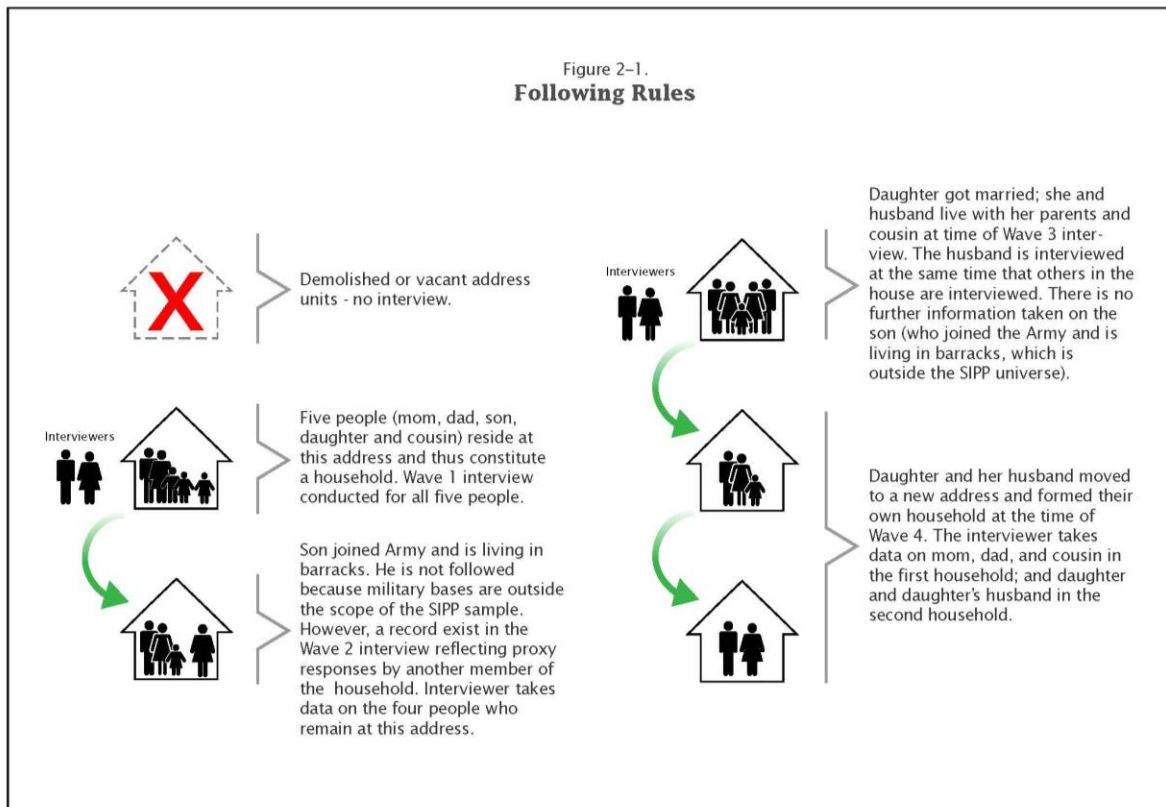 Figure 2–1.
Following Rules
X
Demolished or vacant address
units - no interview.
Interviewers
Five people (mom, dad, son,
daughter and cousin) reside at
this address and thus constitute
a household. Wave 1 interview
conducted for all five people.
Son joined Army and is living in
barracks. He is not followed
because military bases are outside
the scope of the SIPP sample.
However, a record exist in the
Wave 2 interview reflecting proxy
responses by another member of
the household. Interviewer takes
data on the four people who
remain at this address.
Interviewers
Daughter got married; she and
husband live with her parents and
cousin at time of Wave 3 inter-
view. The husband is interviewed
at the same time that others in the
house are interviewed. There is no
further information taken on the
son (who joined the Army and is
living in barracks, which is
outside the SIPP universe).
Daughter and her husband moved
to a new address and formed their
own household at the time of
Wave 4. The interviewer takes
data on mom, dad, and cousin in
the first household; and daughter
and daughter's husband in the
second household.